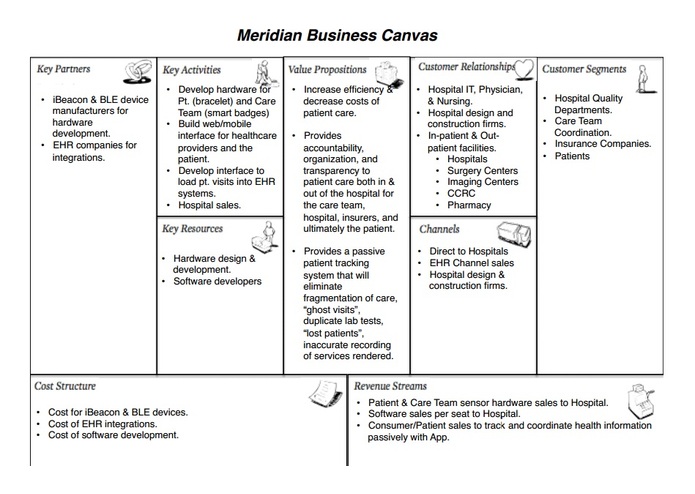 Meridian Business Canvas
Key Partners
• iBeacon & BLE device
manufacturers for
hardware
development.
• EHR companies for
integrations.
Key Activities
• Develop hardware for
Pt. (bracelet) and Care
Team (smart badges)
• Build web/mobile
interface for healthcare
providers and the
patient.
• Develop interface to
load pt. visits into EHR
systems.
• Hospital sales.
Key Resources
• Hardware design &
development.
• Software developers
Value Propositions
• Increase efficiency &
decrease costs of
patient care.
• Provides
accountability,
organization, and
transparency to
patient care both in &
out of the hospital for
the care team,
hospital, insurers, and
ultimately the patient.
• Provides a passive
patient tracking
system that will
eliminate
fragmentation of care,
“ghost visits”,
duplicate lab tests,
“lost patients”,
inaccurate recording
of services rendered.
Customer Relationships
• Hospital IT, Physician,
& Nursing.
• Hospital design and
construction firms.
• In-patient & Out-
patient facilities.
• Hospitals
• Surgery Centers
• Imaging Centers
• CCRC
• Pharmacy
Channels
• Direct to Hospitals
• EHR Channel sales
• Hospital design &
construction firms.
Customer Segments
• Hospital Quality
Departments.
• Care Team
Coordination.
• Insurance Companies.
• Patients
Cost Structure
• Cost for iBeacon & BLE devices.
• Cost of EHR integrations.
• Cost of software development.
Revenue Streams
• Patient & Care Team sensor hardware sales to Hospital.
• Software sales per seat to Hospital.
• Consumer/Patient sales to track and coordinate health information
passively with App.